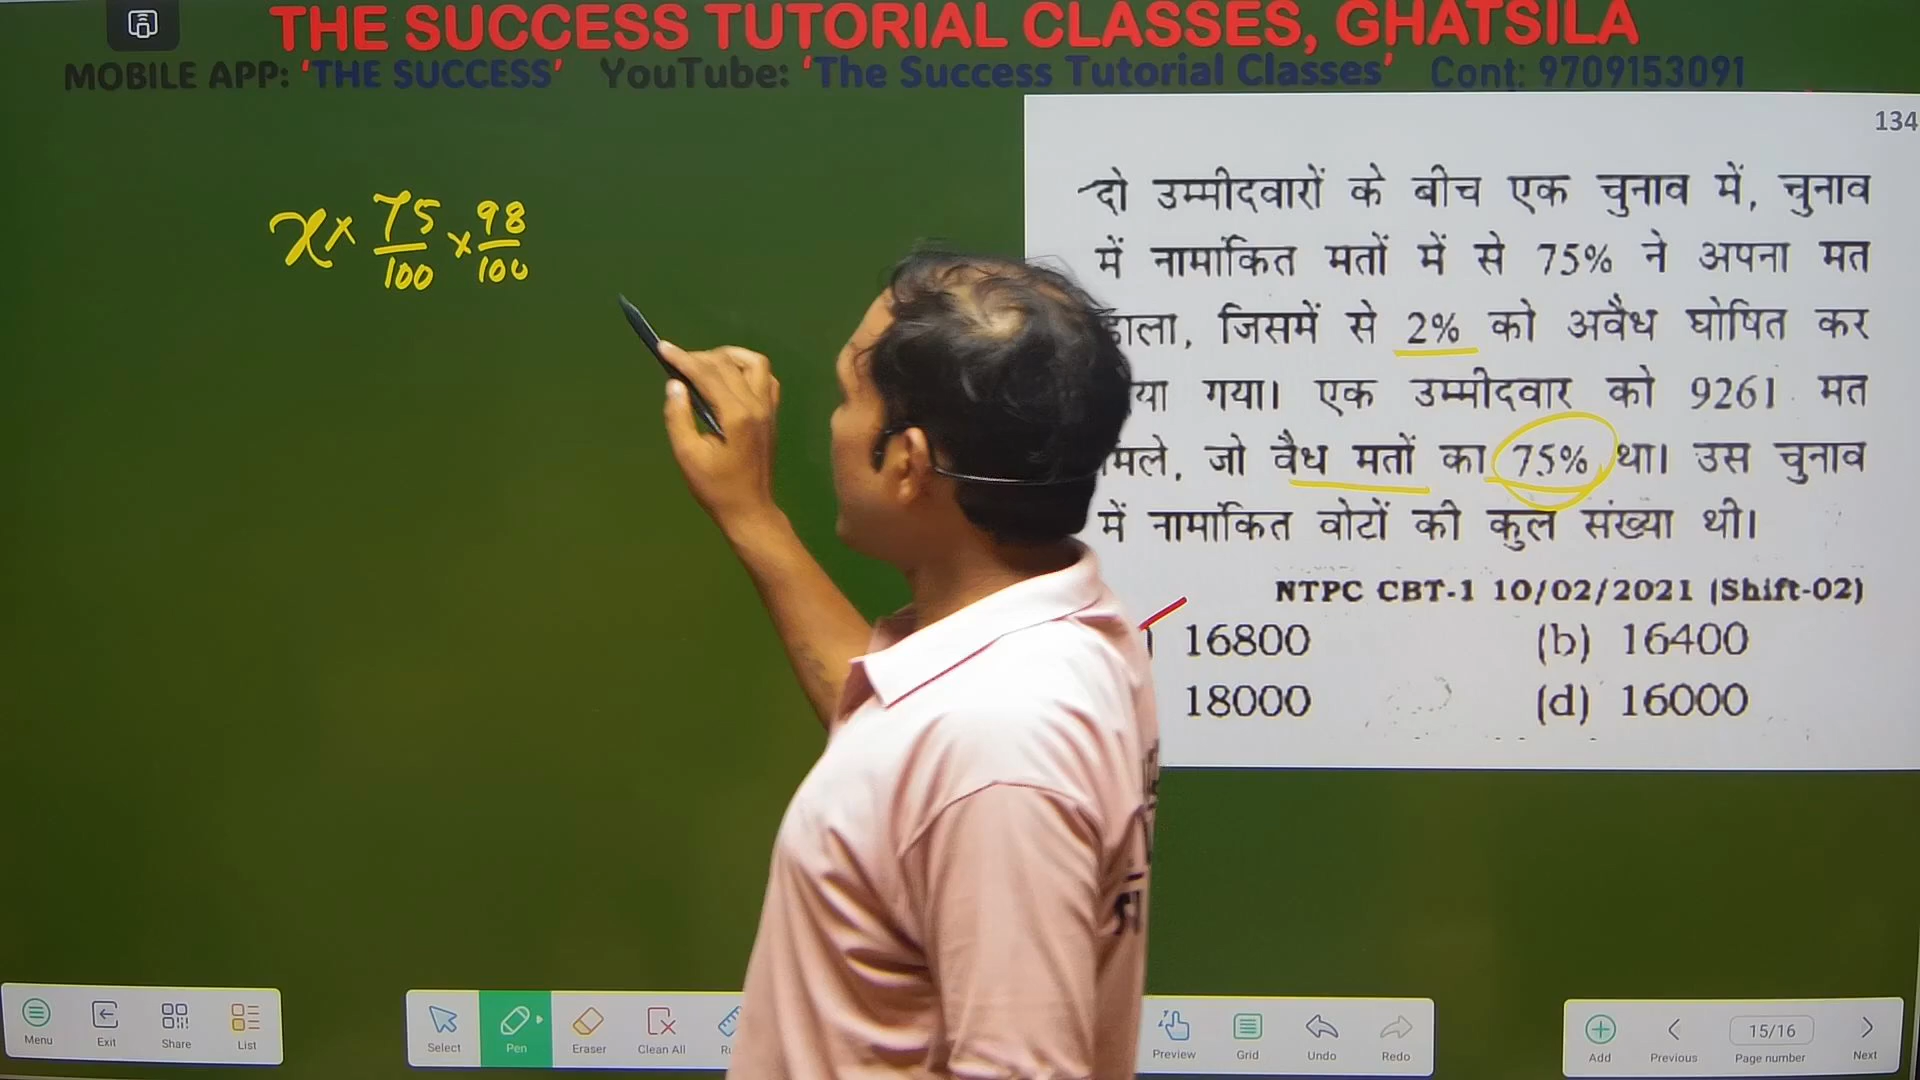 THE SUCCESS TUTORIAL CLASSES, GHATSILA
MOBILE APP: 'THE SUCCESS' YouTube: 'The Success Tutorial Classes' Cont: 9709153091
134
x × 75/100 × 98/100
दो उम्मीदवारों के बीच एक चुनाव में, चुनाव
में नामांकित मतों में से 75% ने अपना मत
डाला, जिसमें से 2% को अवैध घोषित कर
गया। एक उम्मीदवार को 9261 मत
मिले, जो वैध मतों का 75% था। उस चुनाव
में नामांकित वोटों की कुल संख्या थी।
NTPC CBT-1 10/02/2021 (Shift-02)
16800 (b) 16400
18000 (d) 16000
Menu Exit Share List
Select Pen Eraser Clean All
Preview Grid Undo Redo
Add Previous 15/16 Page number Next